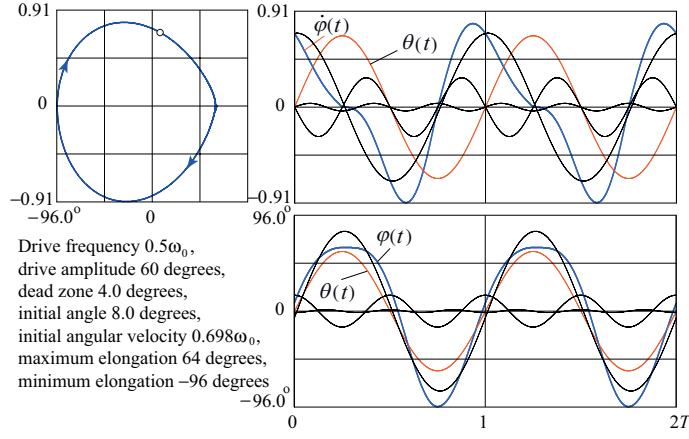 0.91
0
−0.91
−96.0°
0
0.91
φ̇(t)
θ(t)
0
−0.91
96.0°
φ(t)
θ(t)
0
−96.0°
0
1
2T
Drive frequency 0.5ω₀,
drive amplitude 60 degrees,
dead zone 4.0 degrees,
initial angle 8.0 degrees,
initial angular velocity 0.698ω₀,
maximum elongation 64 degrees,
minimum elongation −96 degrees